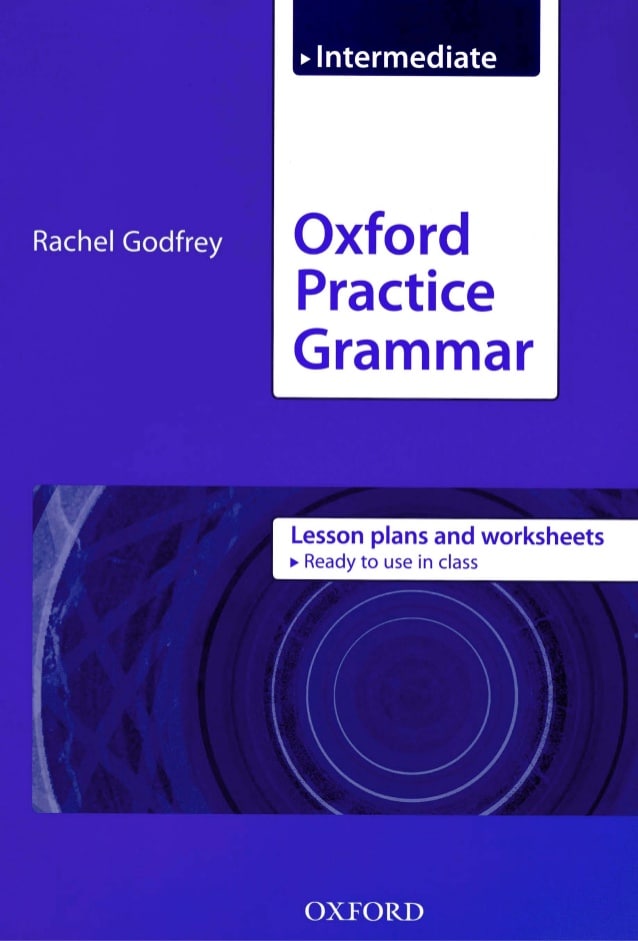 ▸ Intermediate
Rachel Godfrey
Oxford
Practice
Grammar
Lesson plans and worksheets
▸ Ready to use in class
OXFORD